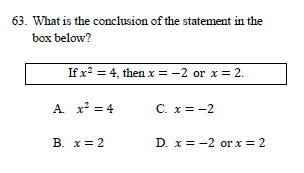 63. What is the conclusion of the statement in the
box below?
If x² = 4, then x = −2 or x = 2.
A. x² = 4
C. x = −2
B. x = 2
D. x = −2 or x = 2